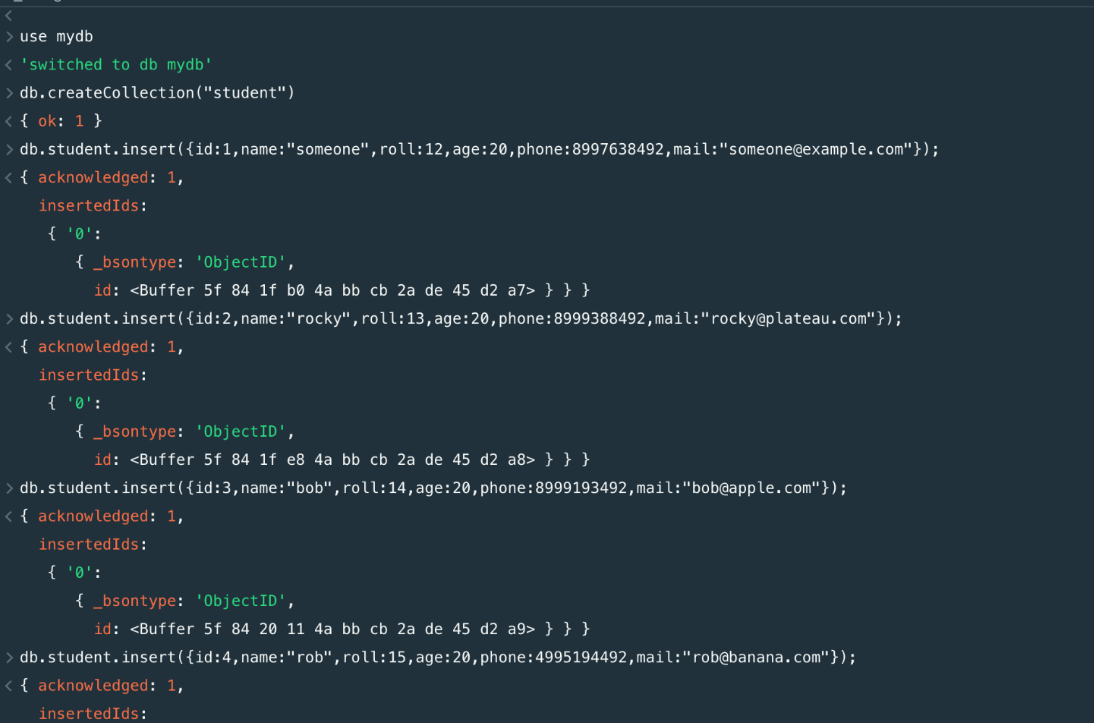 <
> use mydb
< 'switched to db mydb'
> db.createCollection("student")
< { ok: 1 }
> db.student.insert({id:1,name:"someone",roll:12,age:20,phone:8997638492,mail:"someone@example.com"});
< { acknowledged: 1,
insertedIds:
{ '0':
{ _bsontype: 'ObjectID',
id: <Buffer 5f 84 1f b0 4a bb cb 2a de 45 d2 a7> } } }
> db.student.insert({id:2,name:"rocky",roll:13,age:20,phone:8999388492,mail:"rocky@plateau.com"});
< { acknowledged: 1,
insertedIds:
{ '0':
{ _bsontype: 'ObjectID',
id: <Buffer 5f 84 1f e8 4a bb cb 2a de 45 d2 a8> } } }
> db.student.insert({id:3,name:"bob",roll:14,age:20,phone:8999193492,mail:"bob@apple.com"});
< { acknowledged: 1,
insertedIds:
{ '0':
{ _bsontype: 'ObjectID',
id: <Buffer 5f 84 20 11 4a bb cb 2a de 45 d2 a9> } } }
> db.student.insert({id:4,name:"rob",roll:15,age:20,phone:4995194492,mail:"rob@banana.com"});
< { acknowledged: 1,
insertedIds: